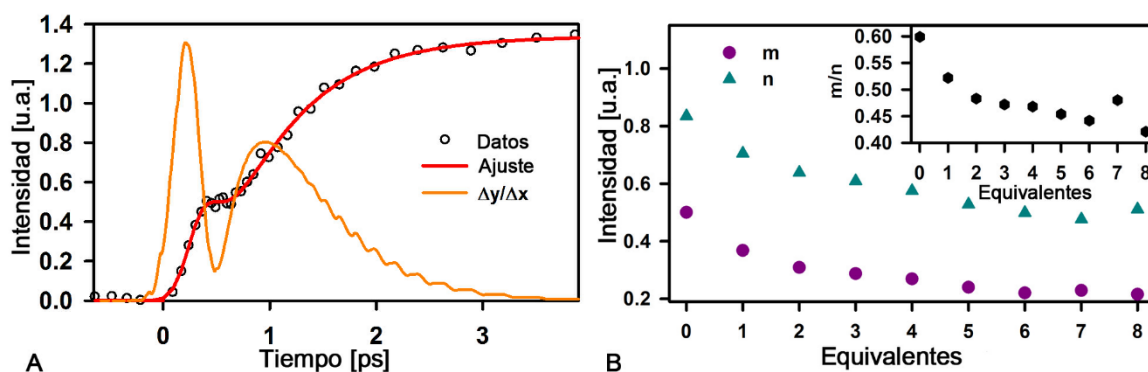 Intensidad [u.a.]
1.4
1.2
1.0
0.8
0.6
0.4
0.2
0.0
Datos
Ajuste
Δy/Δx
0 1 2 3
Tiempo [ps]
A
Intensidad [u.a.]
1.0
0.8
0.6
0.4
0.2
m
n
m/n
0.60
0.55
0.50
0.45
0.40
0 1 2 3 4 5 6 7 8
Equivalentes
0 1 2 3 4 5 6 7 8
Equivalentes
B